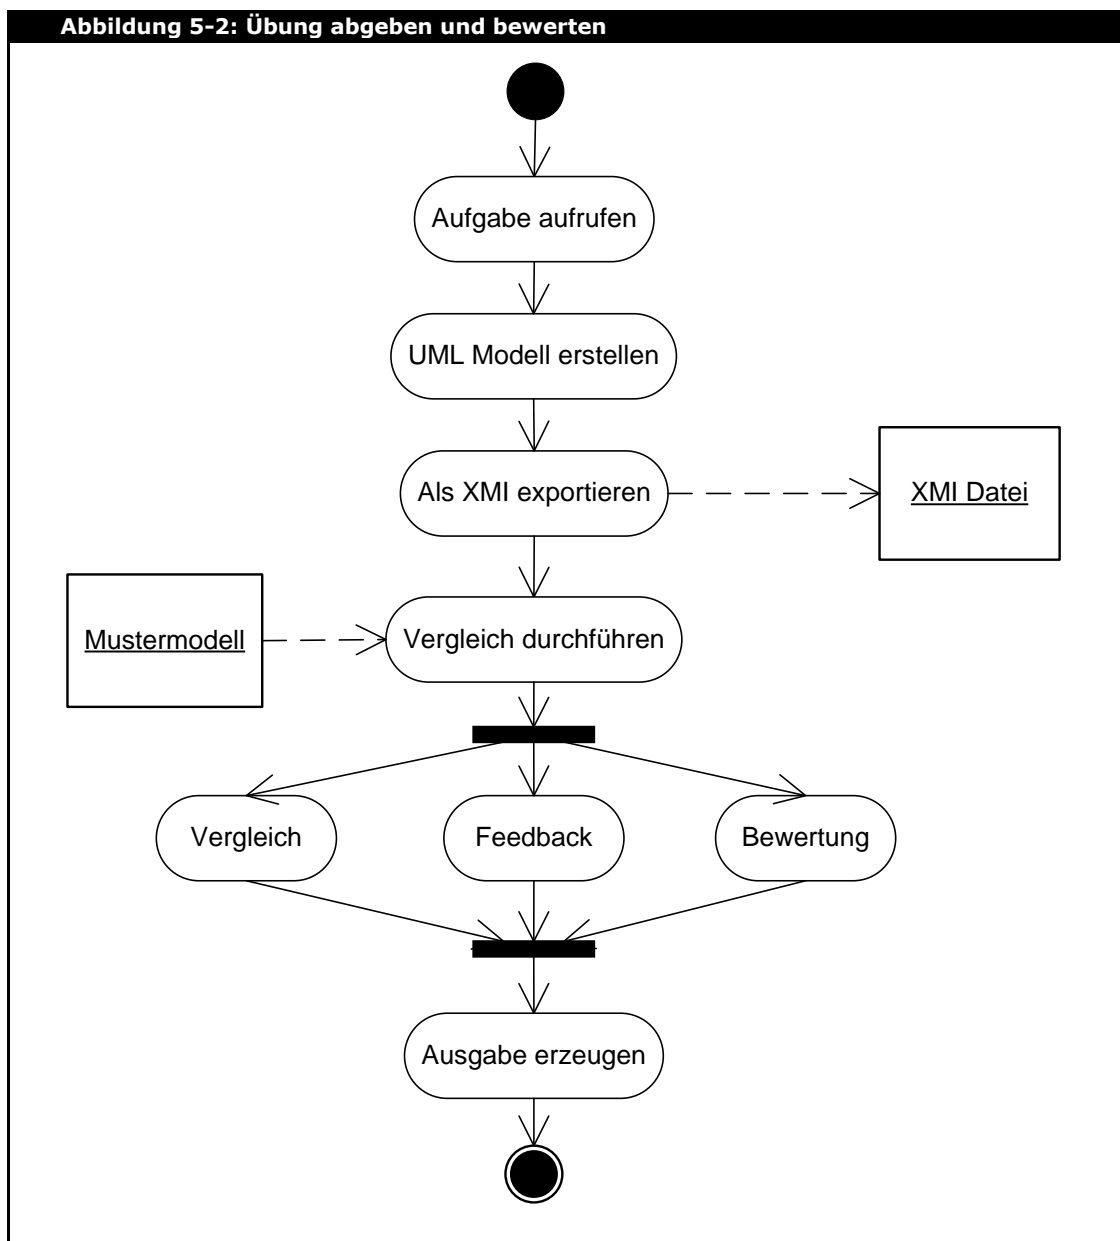 Abbildung 5-2: Übung abgeben und bewerten
Aufgabe aufrufen
UML Modell erstellen
Als XMI exportieren
XMI Datei
Mustermodell
Vergleich durchführen
Vergleich
Feedback
Bewertung
Ausgabe erzeugen